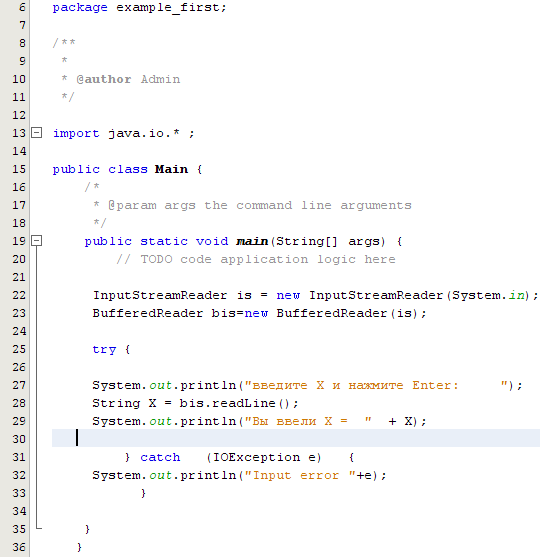 6 package example_first;
7
8 /**
9 *
10 * @author Admin
11 */
12
13 import java.io.* ;
14
15 public class Main {
16 /*
17 * @param args the command line arguments
18 */
19 public static void main(String[] args) {
20 // TODO code application logic here
21
22 InputStreamReader is = new InputStreamReader(System.in);
23 BufferedReader bis=new BufferedReader(is);
24
25 try {
26
27 System.out.println("введите X и нажмите Enter:     ");
28 String X = bis.readLine();
29 System.out.println("Вы ввели X =  "  + X);
30
31 } catch   (IOException e)   {
32 System.out.println("Input error "+e);
33 }
34
35 }
36 }